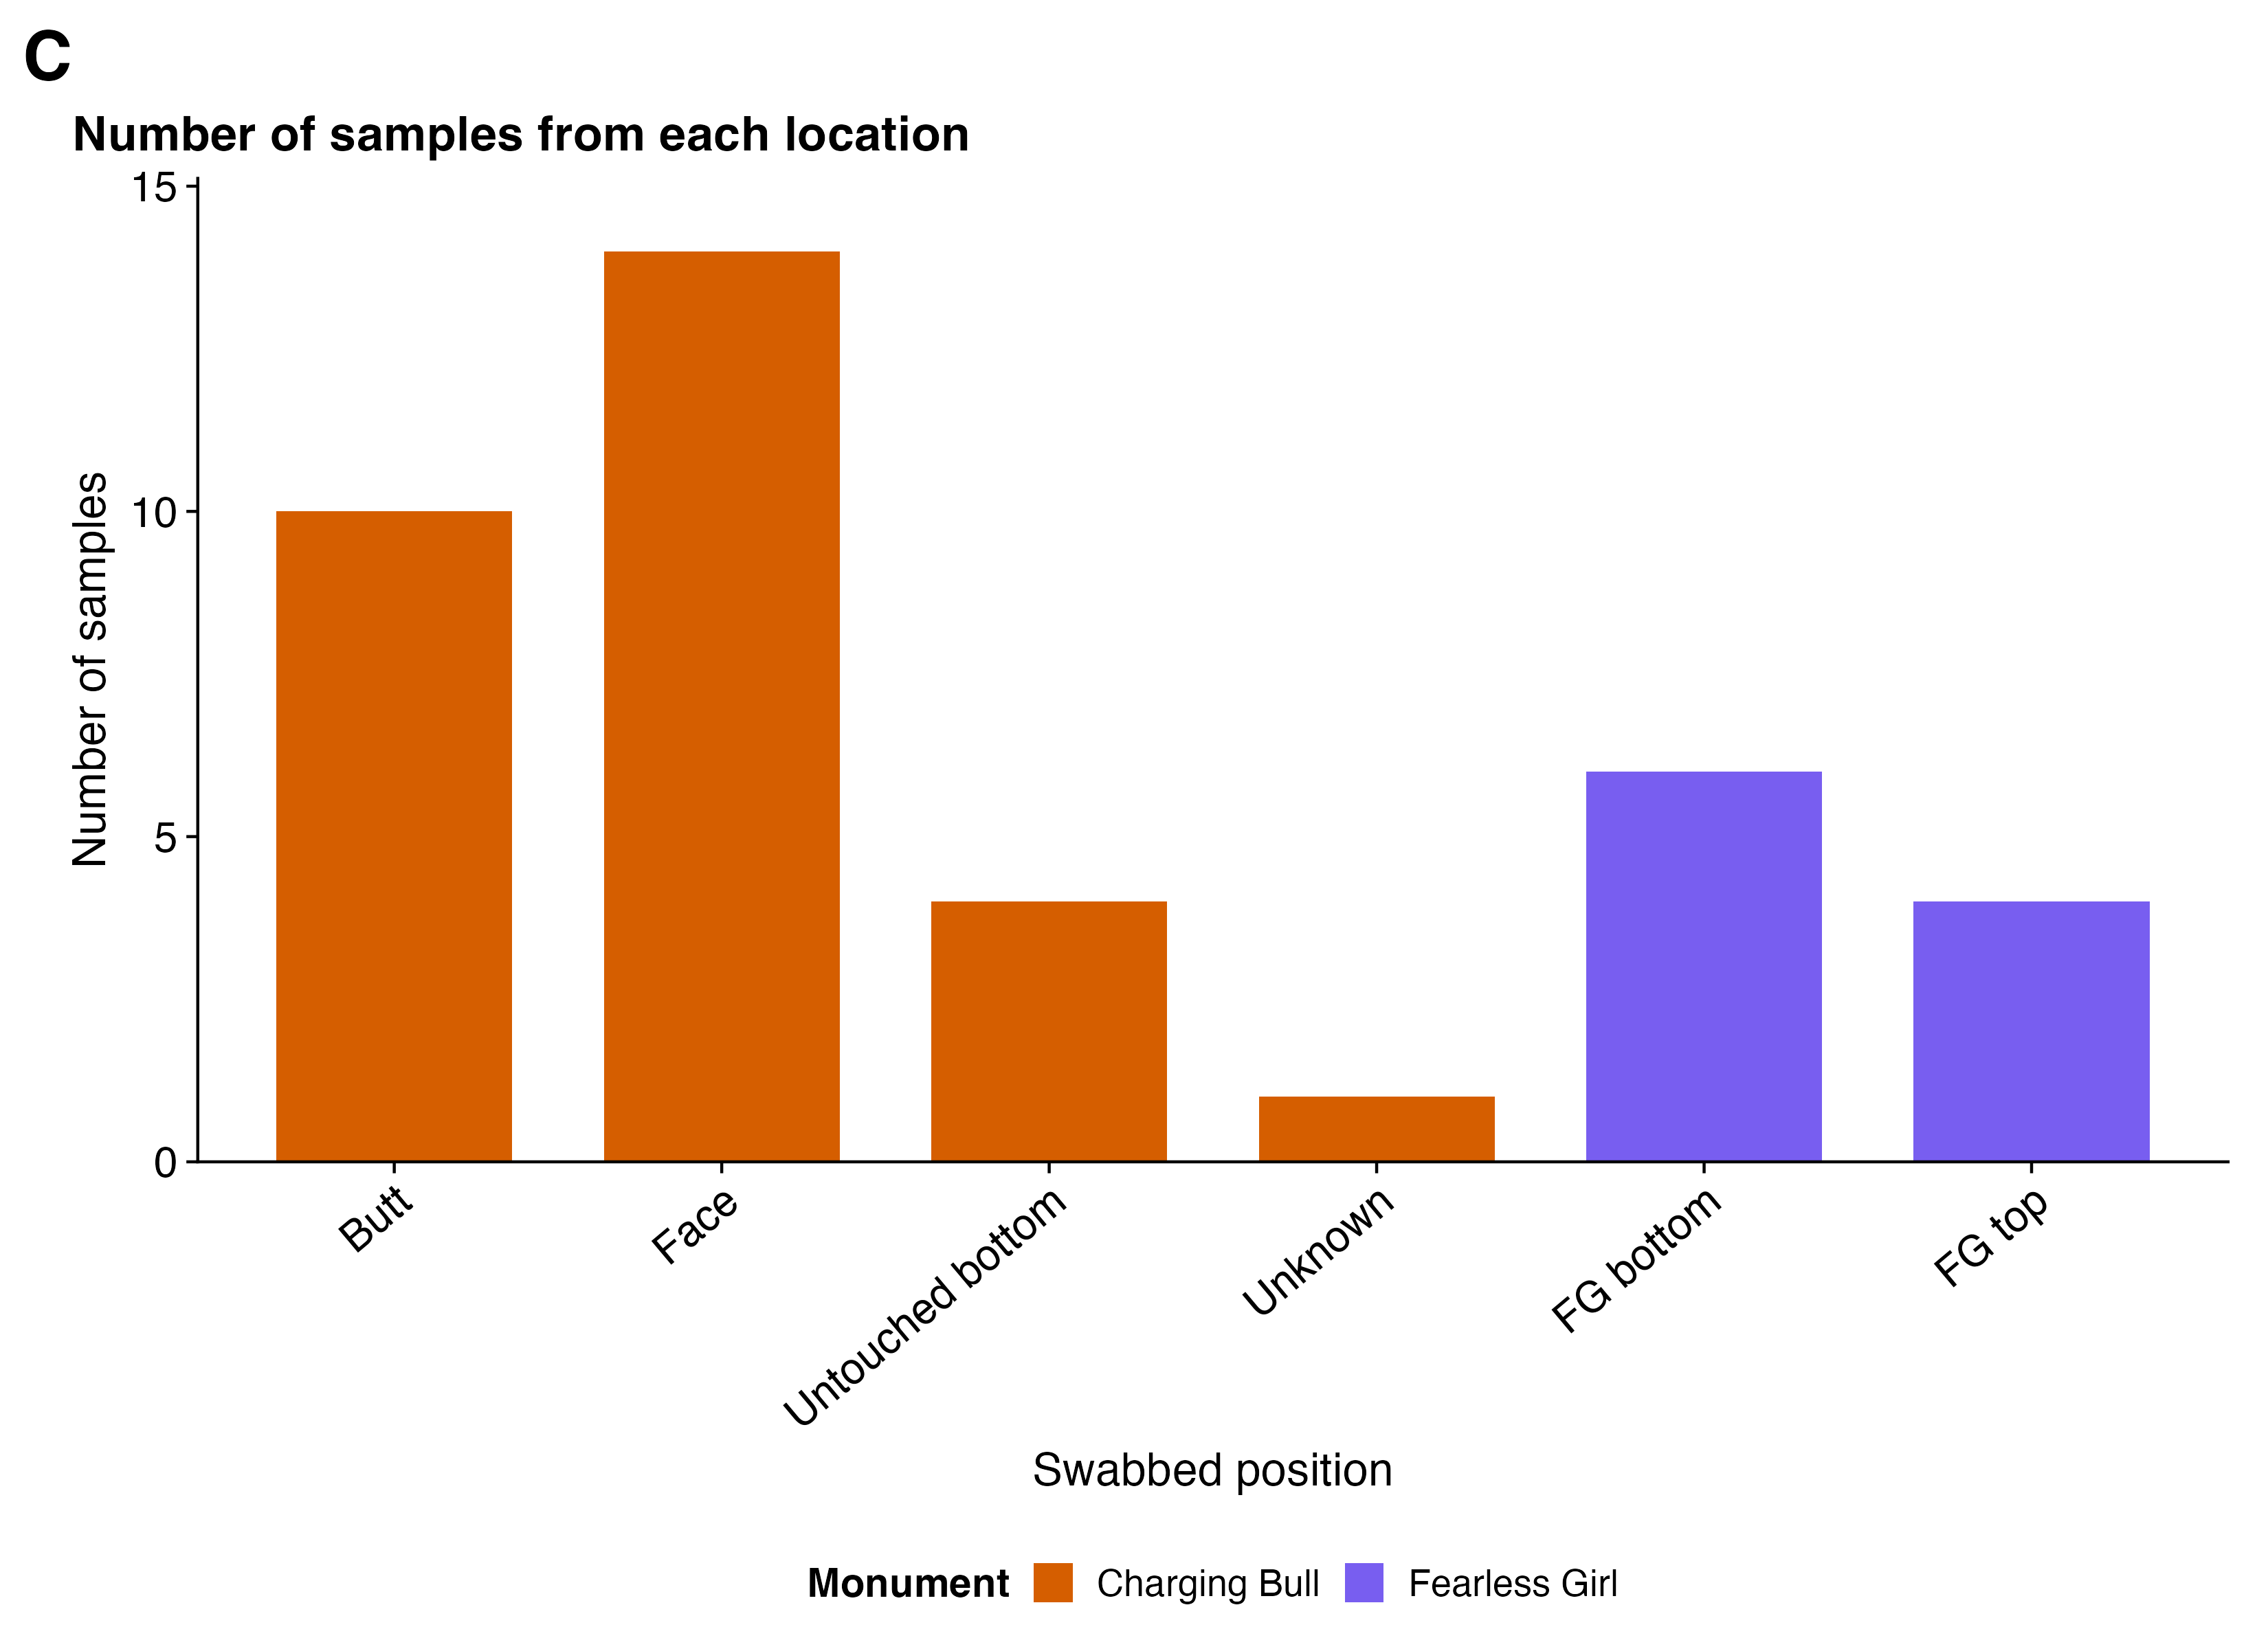 C
Number of samples from each location
15
10
5
0
Number of samples
Butt
Face
Untouched bottom
Unknown
FG bottom
FG top
Swabbed position
Monument Charging Bull Fearless Girl